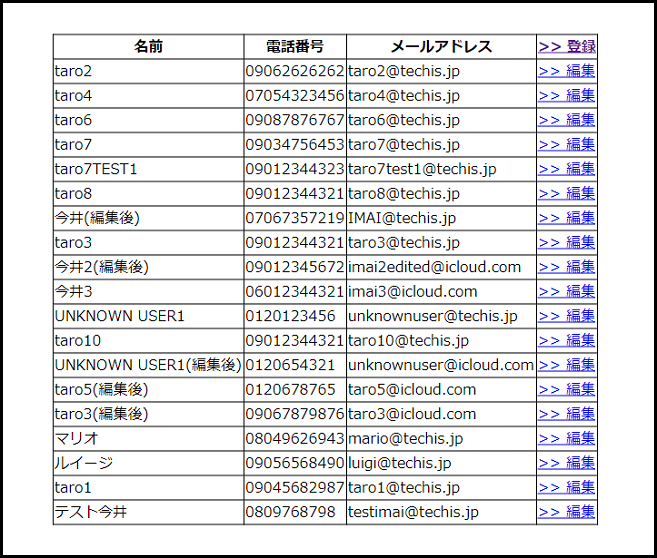 名前 電話番号 メールアドレス >> 登録
taro2 09062626262 taro2@techis.jp >> 編集
taro4 07054323456 taro4@techis.jp >> 編集
taro6 09087876767 taro6@techis.jp >> 編集
taro7 09034756453 taro7@techis.jp >> 編集
taro7TEST1 09012344323 taro7test1@techis.jp >> 編集
taro8 09012344321 taro8@techis.jp >> 編集
今井(編集後) 07067357219 IMAI@techis.jp >> 編集
taro3 09012344321 taro3@techis.jp >> 編集
今井2(編集後) 09012345672 imai2edited@icloud.com >> 編集
今井3 06012344321 imai3@icloud.com >> 編集
UNKNOWN USER1 0120123456 unknownuser@techis.jp >> 編集
taro10 09012344321 taro10@techis.jp >> 編集
UNKNOWN USER1(編集後) 0120654321 unknownuser@icloud.com >> 編集
taro5(編集後) 0120678765 taro5@icloud.com >> 編集
taro3(編集後) 09067879876 taro3@icloud.com >> 編集
マリオ 08049626943 mario@techis.jp >> 編集
ルイージ 09056568490 luigi@techis.jp >> 編集
taro1 09045682987 taro1@techis.jp >> 編集
テスト今井 0809768798 testimai@techis.jp >> 編集